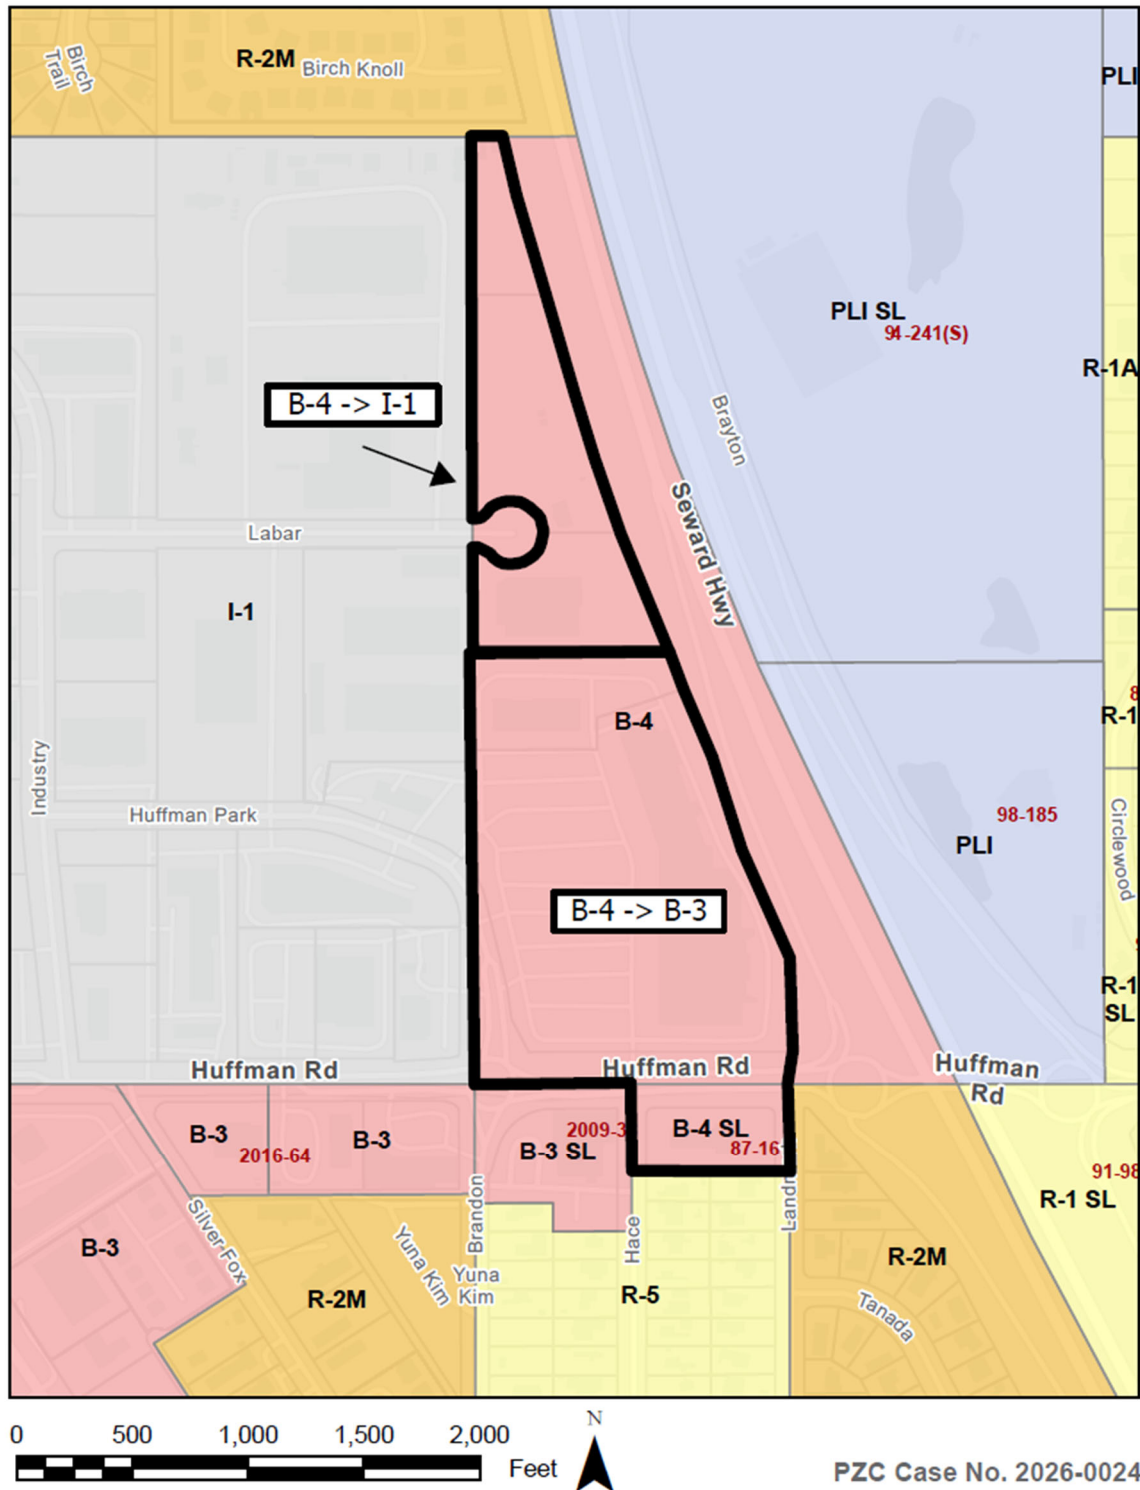 Birch
Trail
R-2M
Birch Knoll
PLI
PLI SL
94-241(S)
R-1A
B-4 -> I-1
Brayton
Seward Hwy
Labar
I-1
R-1
B-4
Industry
Huffman Park
98-185
PLI
Circlewood
B-4 -> B-3
R-1
SL
Huffman Rd
Huffman Rd
Huffman
Rd
B-3
2016-64
B-3
2009-3
B-3 SL
B-4 SL
87-16
91-98
R-1 SL
Silver Fox
Brandon
Hace
Landr
B-3
Yuna Kim
Yuna
Kim
R-2M
R-5
R-2M
Tanada
0
500
1,000
1,500
2,000
Feet
N
PZC Case No. 2026-0024